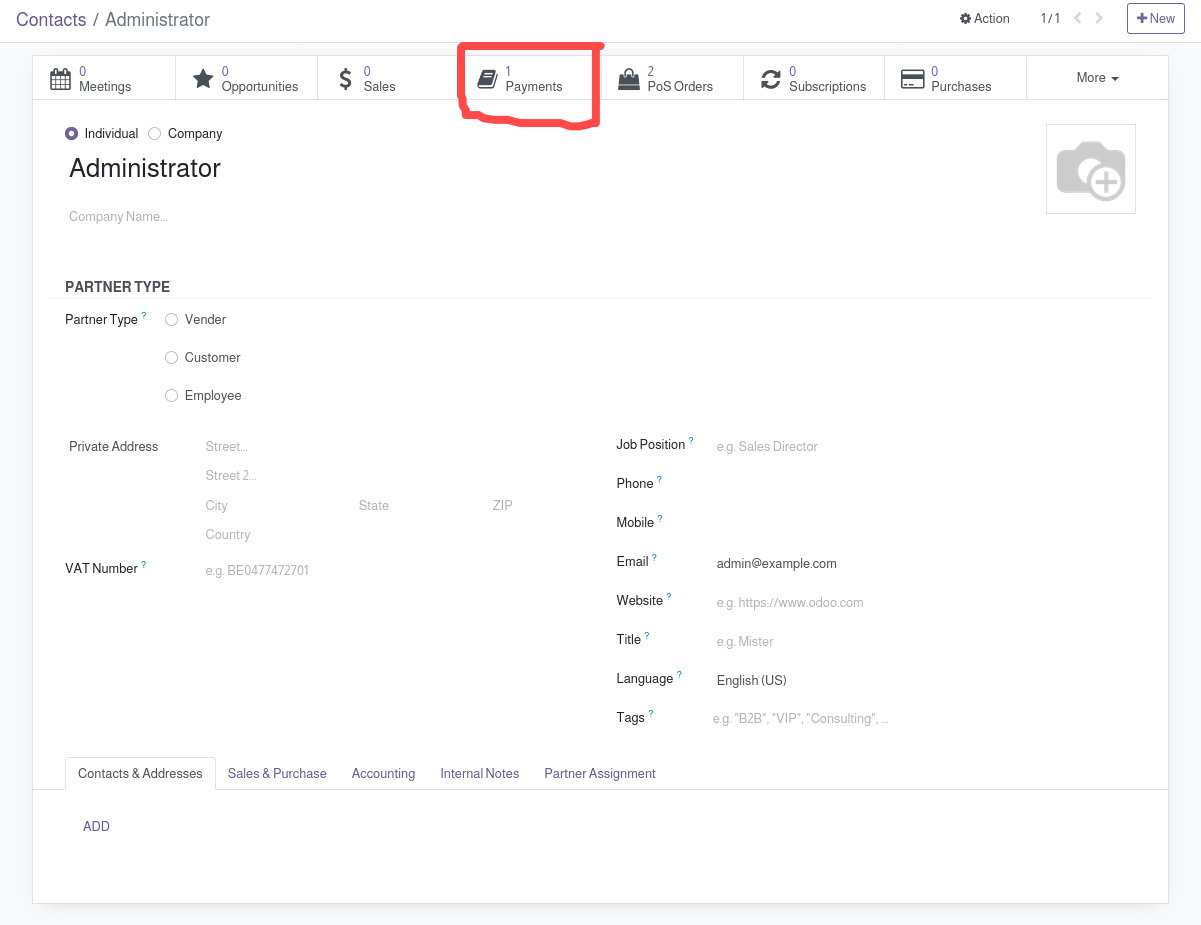 Contacts / Administrator
Action
1 / 1
New
0 Meetings
0 Opportunities
0 Sales
1 Payments
2 PoS Orders
0 Subscriptions
0 Purchases
More
Individual
Company
Administrator
Company Name...
PARTNER TYPE
Partner Type ?
Vender
Customer
Employee
Private Address
Street...
Street 2...
City State ZIP
Country
VAT Number ?
e.g. BE0477472701
Job Position ? e.g. Sales Director
Phone ?
Mobile ?
Email ? admin@example.com
Website ? e.g. https://www.odoo.com
Title ? e.g. Mister
Language ? English (US)
Tags ? e.g. "B2B", "VIP", "Consulting", ...
Contacts & Addresses Sales & Purchase Accounting Internal Notes Partner Assignment
ADD